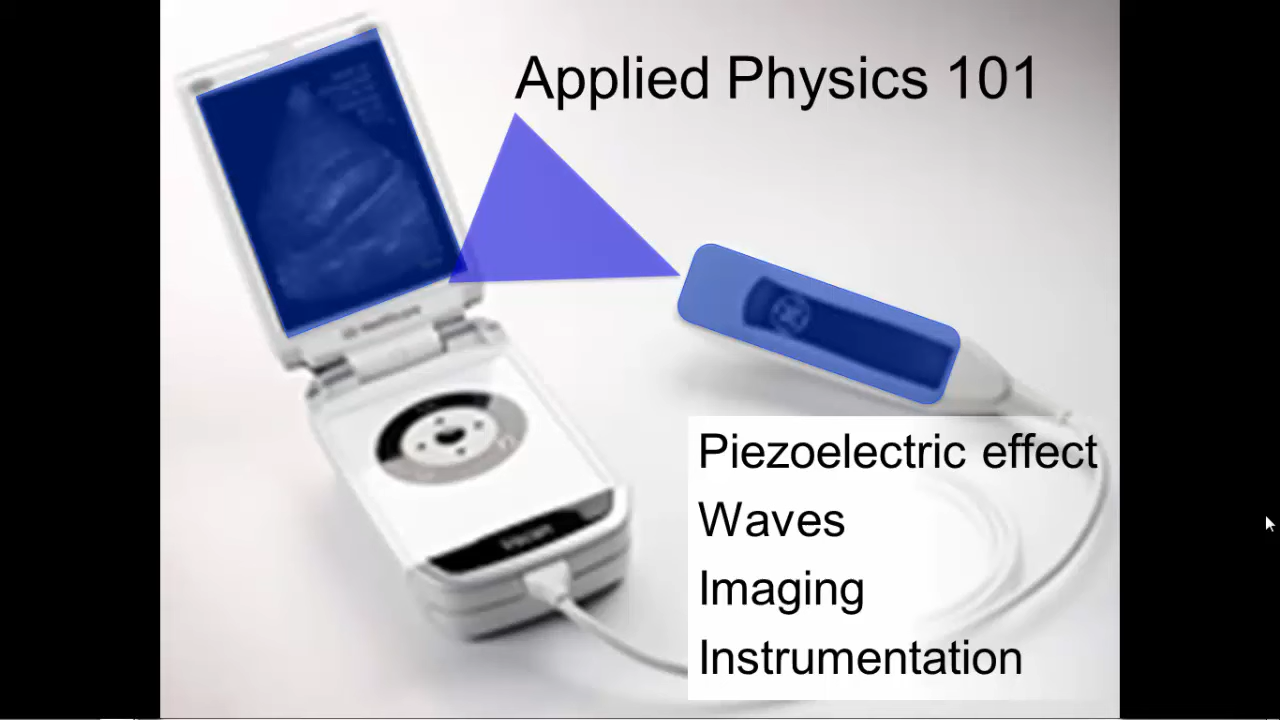 Applied Physics 101
Piezoelectric effect
Waves
Imaging
Instrumentation